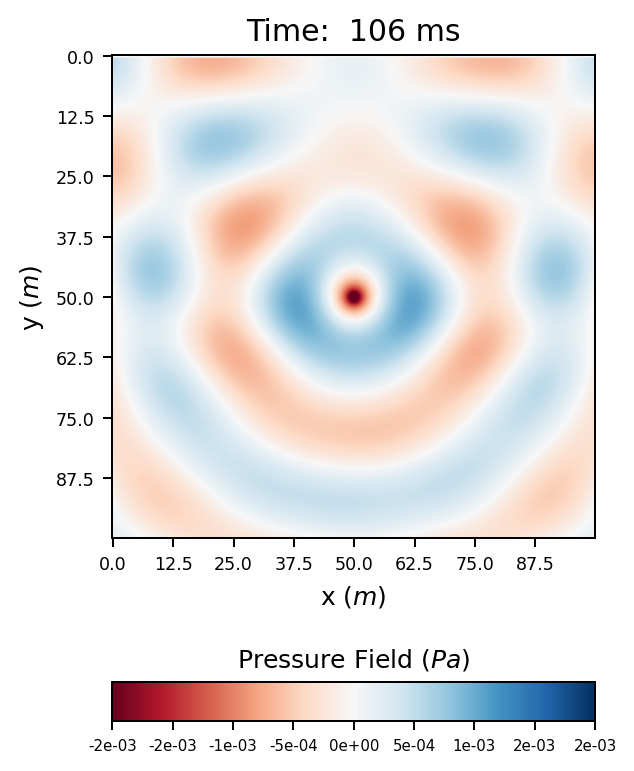 Time:  106 ms
0.0
12.5
25.0
37.5
50.0
62.5
75.0
87.5
y (m)
0.0 12.5 25.0 37.5 50.0 62.5 75.0 87.5
x (m)
Pressure Field (Pa)
-2e-03 -2e-03 -1e-03 -5e-04 0e+00 5e-04 1e-03 2e-03 2e-03